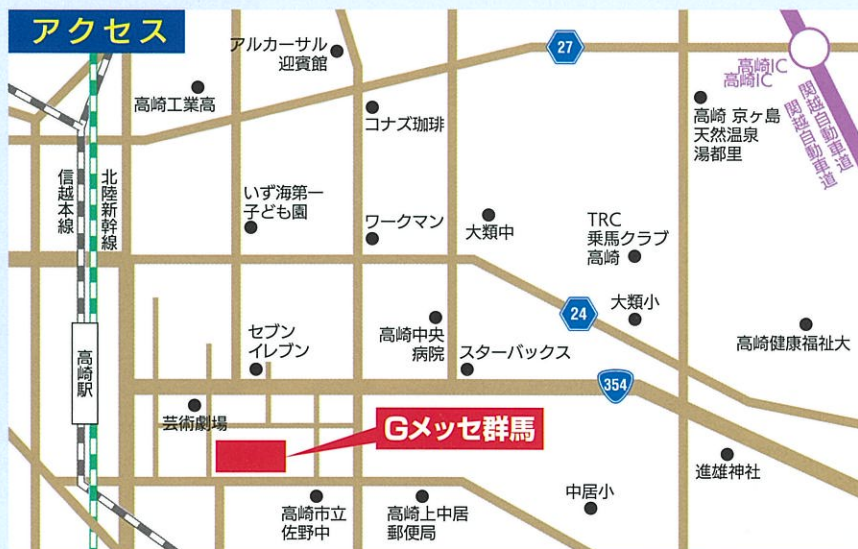 アクセス
アルカーサル
迎賓館
27
高崎IC
高崎IC
関越自動車道
関越自動車道
高崎工業高
コナズ珈琲
高崎 京ヶ島
天然温泉
湯都里
信越本線
北陸新幹線
いず海第一
子ども園
ワークマン
大類中
TRC
乗馬クラブ
高崎
24
大類小
高崎健康福祉大
高崎駅
セブン
イレブン
高崎中央
病院
スターバックス
354
芸術劇場
Gメッセ群馬
進雄神社
高崎市立
佐野中
高崎上中居
郵便局
中居小